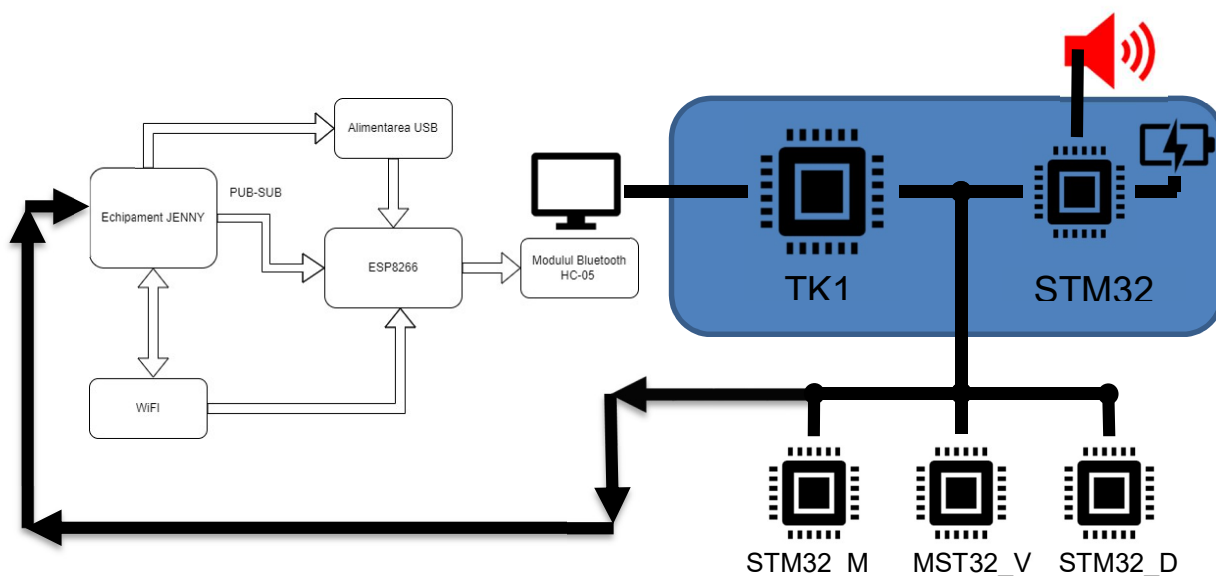 Alimentarea USB
PUB-SUB
Echipament JENNY
ESP8266
Modulul Bluetooth
HC-05
WiFI
TK1
STM32
STM32_M
MST32_V
STM32_D